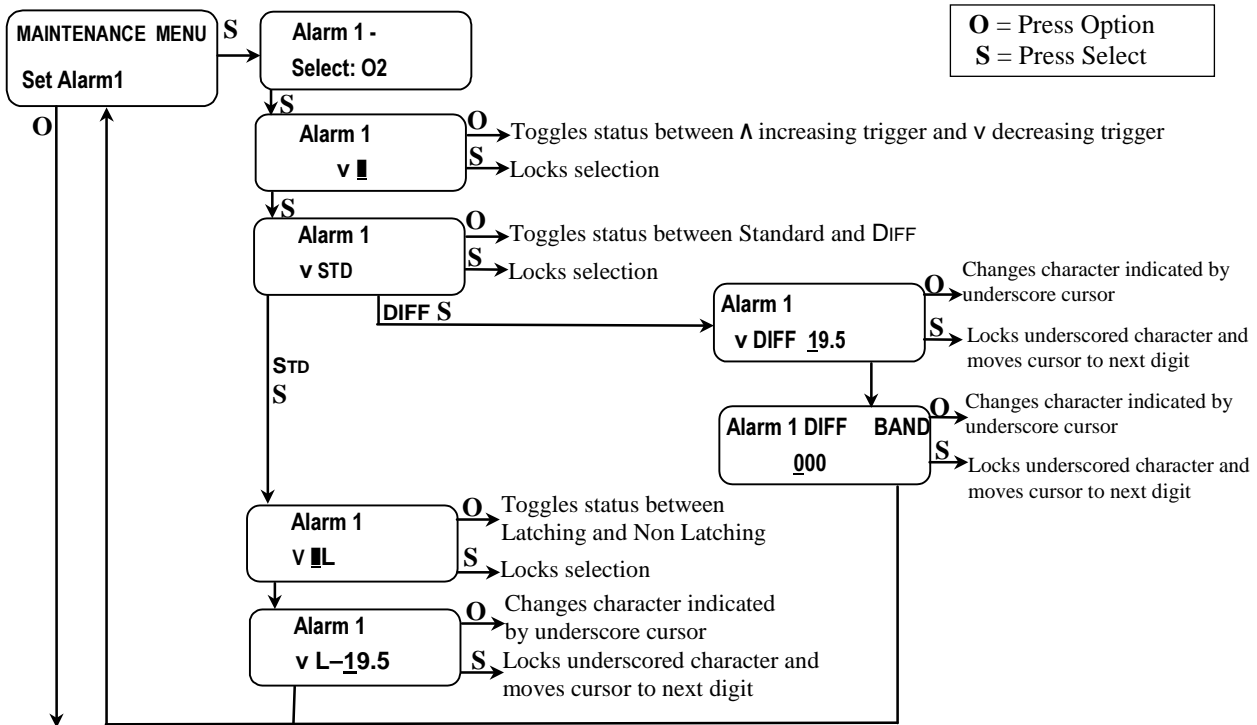 MAINTENANCE MENU
Set Alarm1
S
O
Alarm 1 -
Select: O2
O = Press Option
S = Press Select
S
Alarm 1
v
O
Toggles status between Λ increasing trigger and v decreasing trigger
S
Locks selection
S
Alarm 1
v STD
O
Toggles status between Standard and DIFF
S
Locks selection
DIFF S
Alarm 1
v DIFF 19.5
O
Changes character indicated by
underscore cursor
S
Locks underscored character and
moves cursor to next digit
STD
S
Alarm 1 DIFF BAND
000
O
Changes character indicated by
underscore cursor
S
Locks underscored character and
moves cursor to next digit
Alarm 1
V L
O
Toggles status between
Latching and Non Latching
S
Locks selection
Alarm 1
v L–19.5
O
Changes character indicated
by underscore cursor
S
Locks underscored character and
moves cursor to next digit